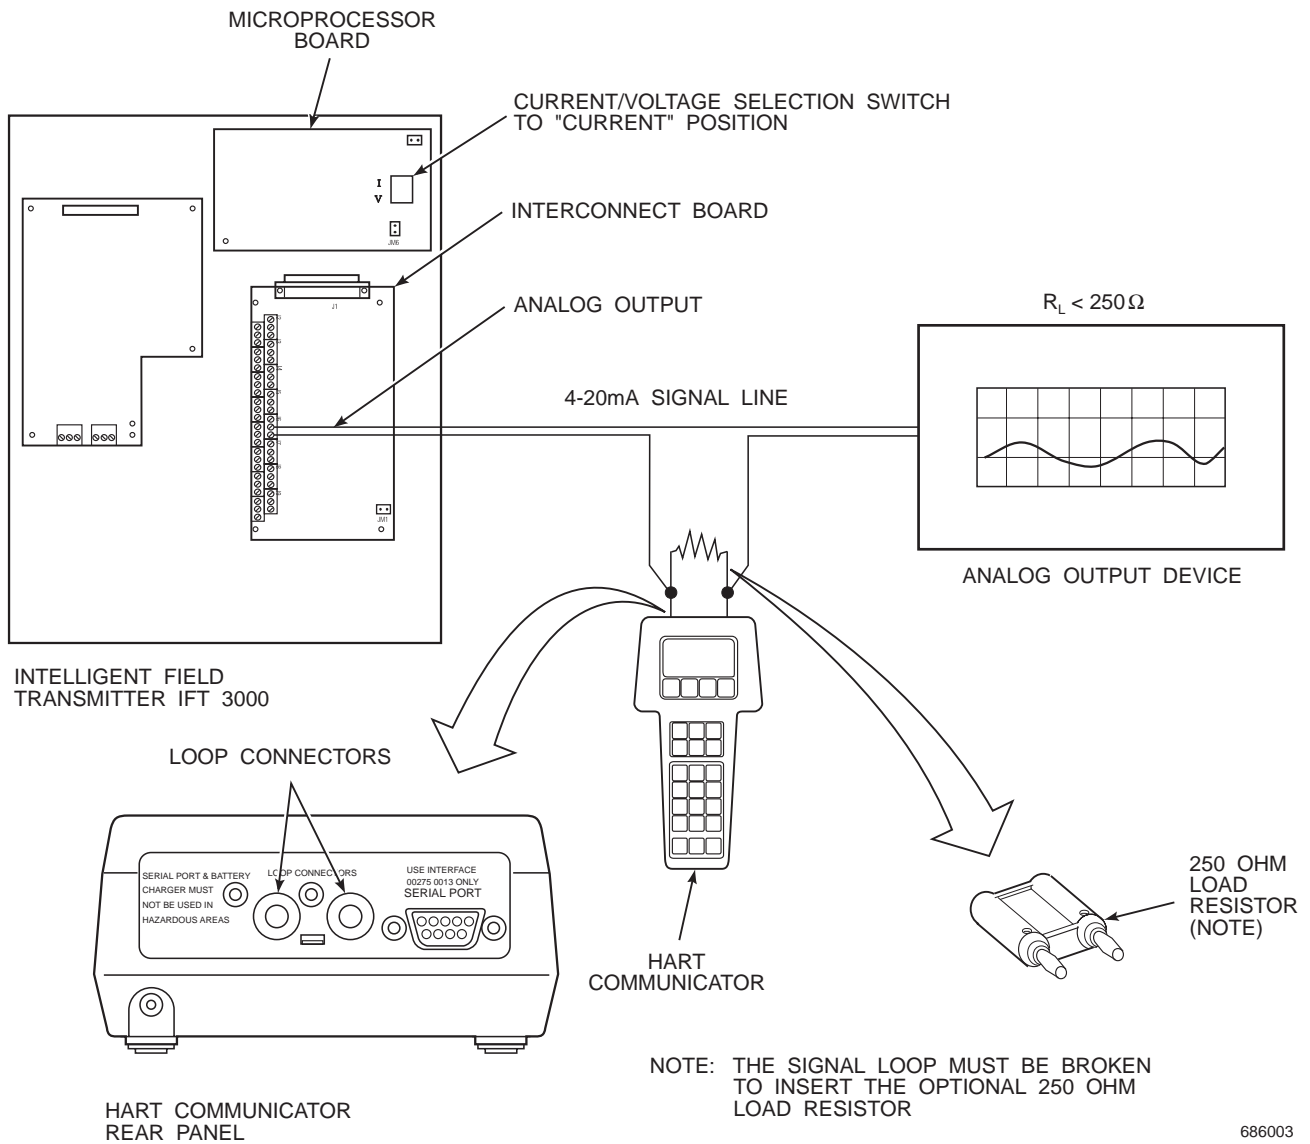 MICROPROCESSOR
BOARD
CURRENT/VOLTAGE SELECTION SWITCH
TO "CURRENT" POSITION
I
V
INTERCONNECT BOARD
JM6
J1
ANALOG OUTPUT
R_L < 250Ω
4-20mA SIGNAL LINE
JM1
ANALOG OUTPUT DEVICE
INTELLIGENT FIELD
TRANSMITTER IFT 3000
LOOP CONNECTORS
SERIAL PORT & BATTERY
CHARGER MUST
NOT BE USED IN
HAZARDOUS AREAS
LOOP CONNECTORS
USE INTERFACE
00275 0013 ONLY
SERIAL PORT
250 OHM
LOAD
RESISTOR
(NOTE)
HART
COMMUNICATOR
NOTE: THE SIGNAL LOOP MUST BE BROKEN
TO INSERT THE OPTIONAL 250 OHM
LOAD RESISTOR
HART COMMUNICATOR
REAR PANEL
686003